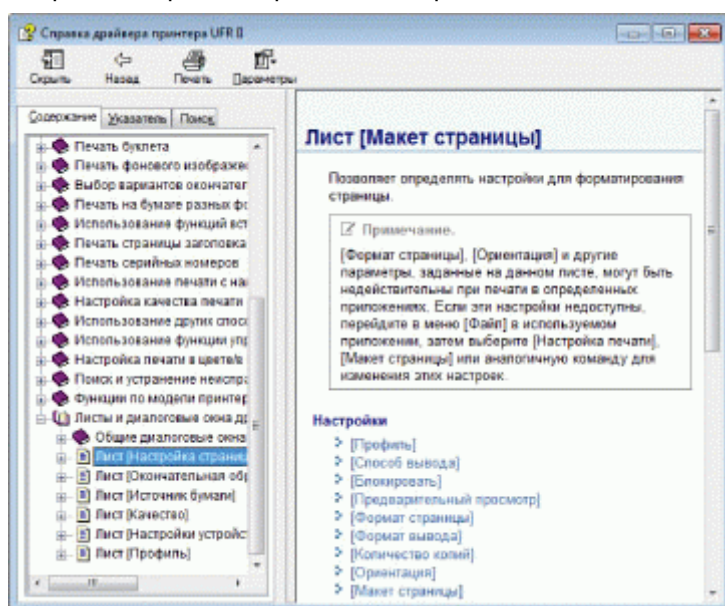 Справка драйвера принтера UFR II
Скрыть Назад Печать Параметры
Содержание Указатель Поиск
Печать буклета
Печать фонового изображе
Выбор вариантов окончател
Печать на бумаге разных фо
Использование функций вст
Печать страницы заголовка
Печать серийных номеров
Использование печати с на
Настройка качества печати
Использование других спосо
Использование функции упр
Настройка печати в цвете/в
Поиск и устранение неиспра
Функции по модели принтер
Листы и диалоговые окна др
Общие диалоговые окна
Лист [Настройка страниц
Лист [Окончательная обр
Лист [Источник бумаги]
Лист [Качество]
Лист [Настройки устройст
Лист [Профиль]
Лист [Макет страницы]
Позволяет определять настройки для форматирования
страницы.
Примечание.
[Формат страницы], [Ориентация] и другие
параметры, заданные на данном листе, могут быть
недействительны при печати в определенных
приложениях. Если эти настройки недоступны,
перейдите в меню [Файл] в используемом
приложении, затем выберите [Настройка печати],
[Макет страницы] или аналогичную команду для
изменения этих настроек.
Настройки
[Профиль]
[Способ вывода]
[Блокировать]
[Предварительный просмотр]
[Формат страницы]
[Формат вывода]
[Количество копий]
[Ориентация]
[Макет страницы]